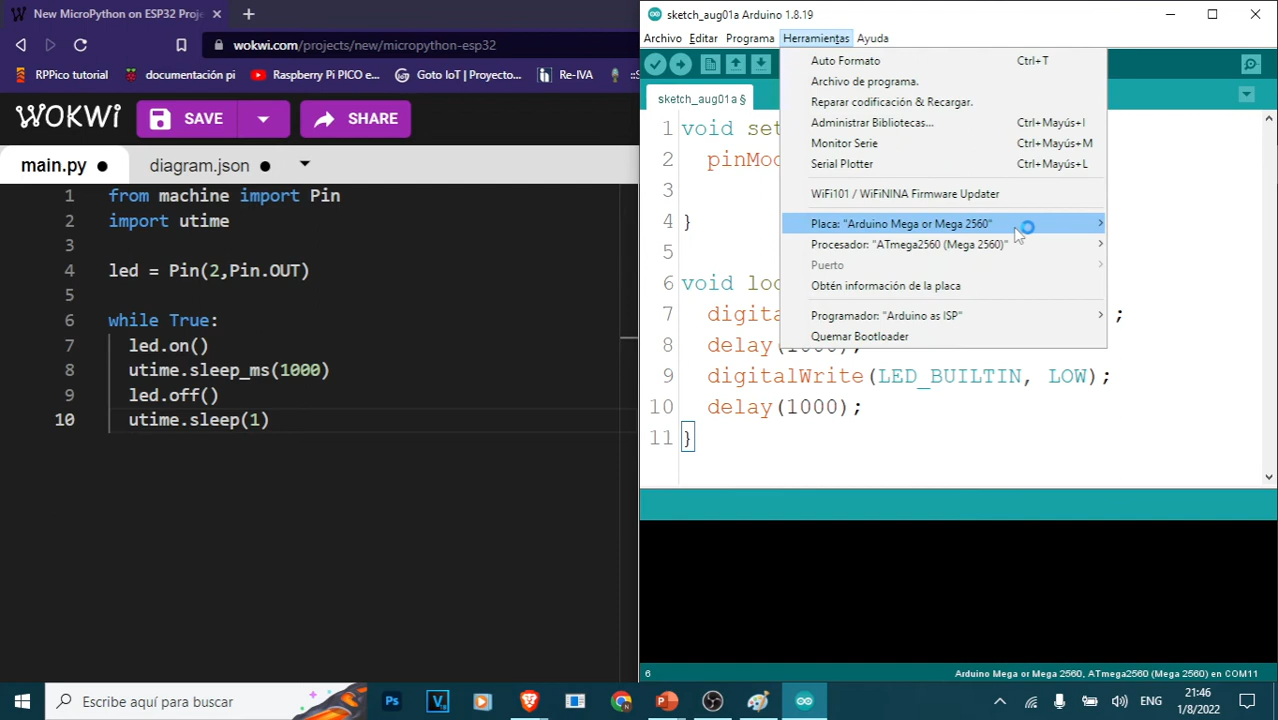 New MicroPython on ESP32 Proje
wokwi.com/projects/new/micropython-esp32
RPPico tutorial
documentación pi
Raspberry Pi PICO e...
Goto IoT | Proyecto...
Re-IVA
WOKWI
SAVE
SHARE
main.py
diagram.json
1 from machine import Pin
2 import utime
3
4 led = Pin(2,Pin.OUT)
5
6 while True:
7 led.on()
8 utime.sleep_ms(1000)
9 led.off()
10 utime.sleep(1)
sketch_aug01a Arduino 1.8.19
Archivo Editar Programa Herramientas Ayuda
sketch_aug01a §
Auto Formato Ctrl+T
Archivo de programa.
Reparar codificación & Recargar.
Administrar Bibliotecas... Ctrl+Mayús+I
Monitor Serie Ctrl+Mayús+M
Serial Plotter Ctrl+Mayús+L
WiFi101 / WiFiNINA Firmware Updater
Placa: "Arduino Mega or Mega 2560"
Procesador: "ATmega2560 (Mega 2560)"
Puerto
Obtén información de la placa
Programador: "Arduino as ISP"
Quemar Bootloader
1 void set
2 pinMod
3
4 }
5
6 void loo
7 digita ;
8 delay(1000);
9 digitalWrite(LED_BUILTIN, LOW);
10 delay(1000);
11 }
6
Arduino Mega or Mega 2560, ATmega2560 (Mega 2560) en COM11
Escribe aquí para buscar
ENG
21:46
1/8/2022